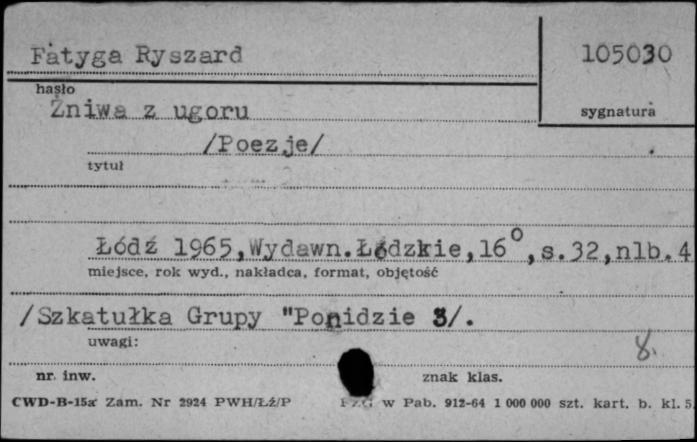 Fatyga Ryszard
105030
hasło
sygnatura
Żniwa z ugoru
/Poezje/
tytuł
Łódź 1965,Wydawn.Łódzkie,16°,s.32,nlb.4
miejsce, rok wyd., nakładca, format, objętość
/Szkatułka Grupy "Ponidzie 3/.
uwagi:
8.
nr. inw.
znak klas.
CWD-B-15a Zam. Nr 2924 PWH/Łź/P w Pab. 912-64 1 000 000 szt. kart. b. kl. 5